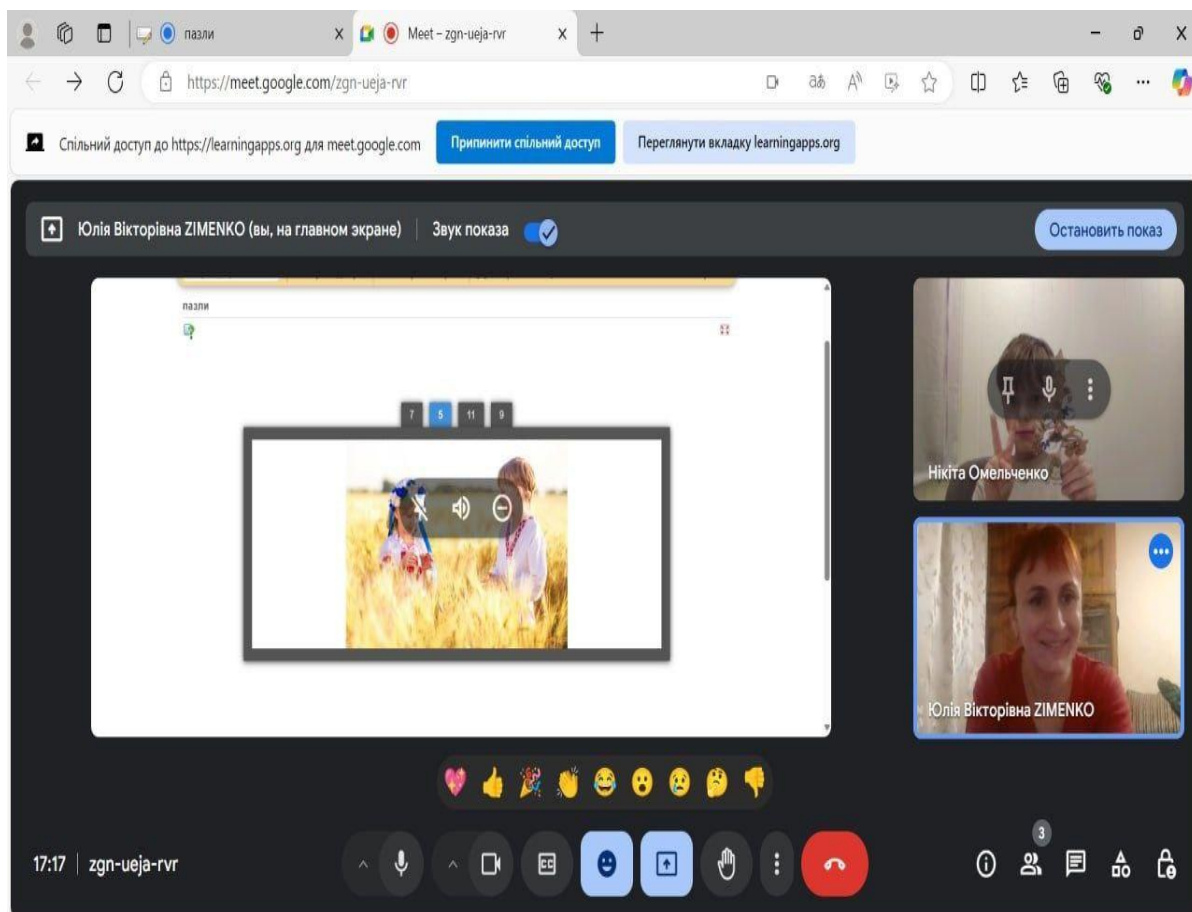 пазли
Meet – zgn-ueja-rvr
https://meet.google.com/zgn-ueja-rvr
Спільний доступ до https://learningapps.org для meet.google.com
Припинити спільний доступ
Переглянути вкладку learningapps.org
Юлія Вікторівна ZIMENKO (вы, на главном экране)
Звук показа
Остановить показ
пазли
7 5 11 9
Нікіта Омельченко
Юлія Вікторівна ZIMENKO
3
17:17 | zgn-ueja-rvr